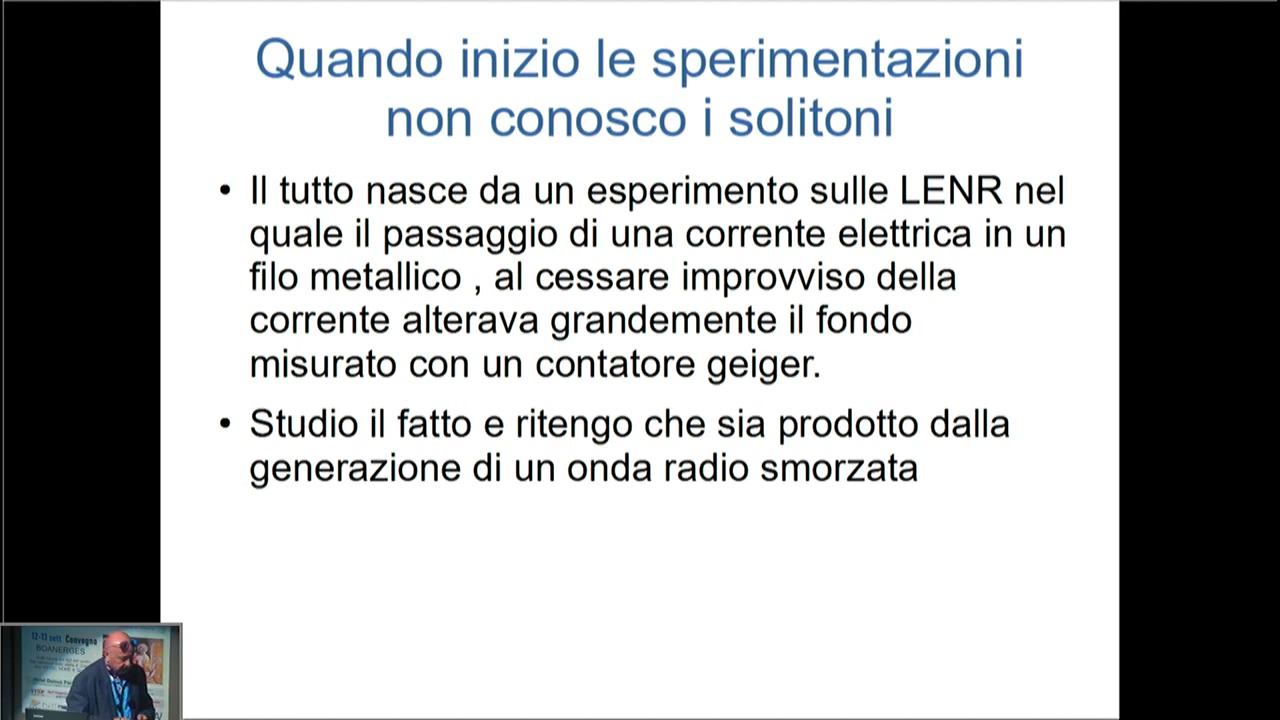 Quando inizio le sperimentazioni
non conosco i solitoni
• Il tutto nasce da un esperimento sulle LENR nel
quale il passaggio di una corrente elettrica in un
filo metallico , al cessare improvviso della
corrente alterava grandemente il fondo
misurato con un contatore geiger.
• Studio il fatto e ritengo che sia prodotto dalla
generazione di un onda radio smorzata
12-13 sett Convegno
BOANERGES